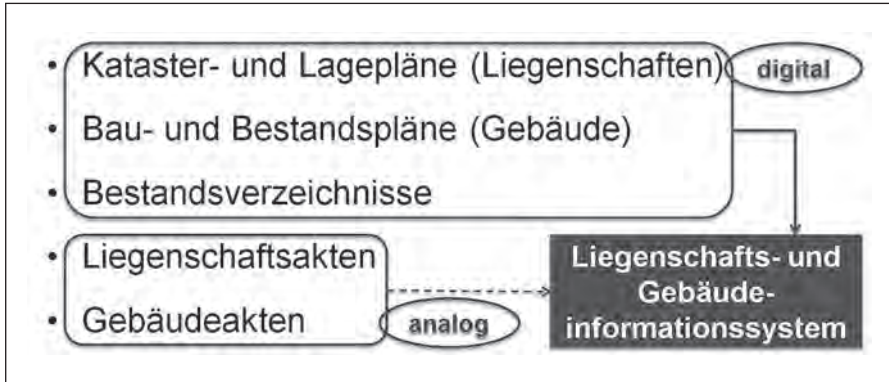 • Kataster- und Lagepläne (Liegenschaften) digital
• Bau- und Bestandspläne (Gebäude)
• Bestandsverzeichnisse
• Liegenschaftsakten
• Gebäudeakten analog
Liegenschafts- und
Gebäude-
informationssystem